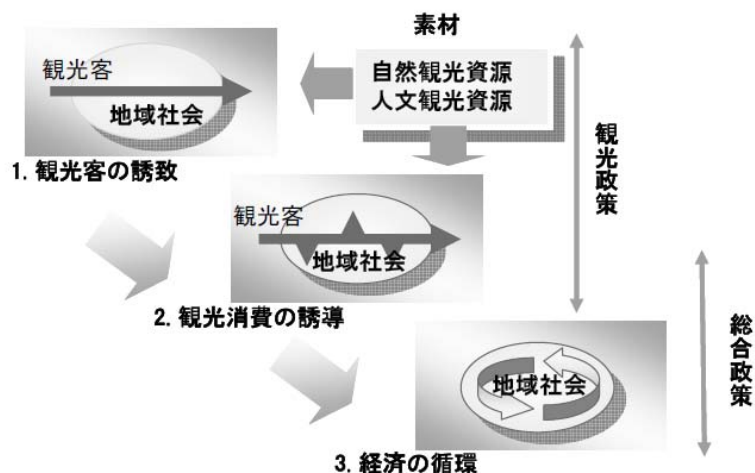 素材
自然観光資源
人文観光資源
観光客
地域社会
1. 観光客の誘致
観光政策
観光客
地域社会
2. 観光消費の誘導
総合政策
地域社会
3. 経済の循環